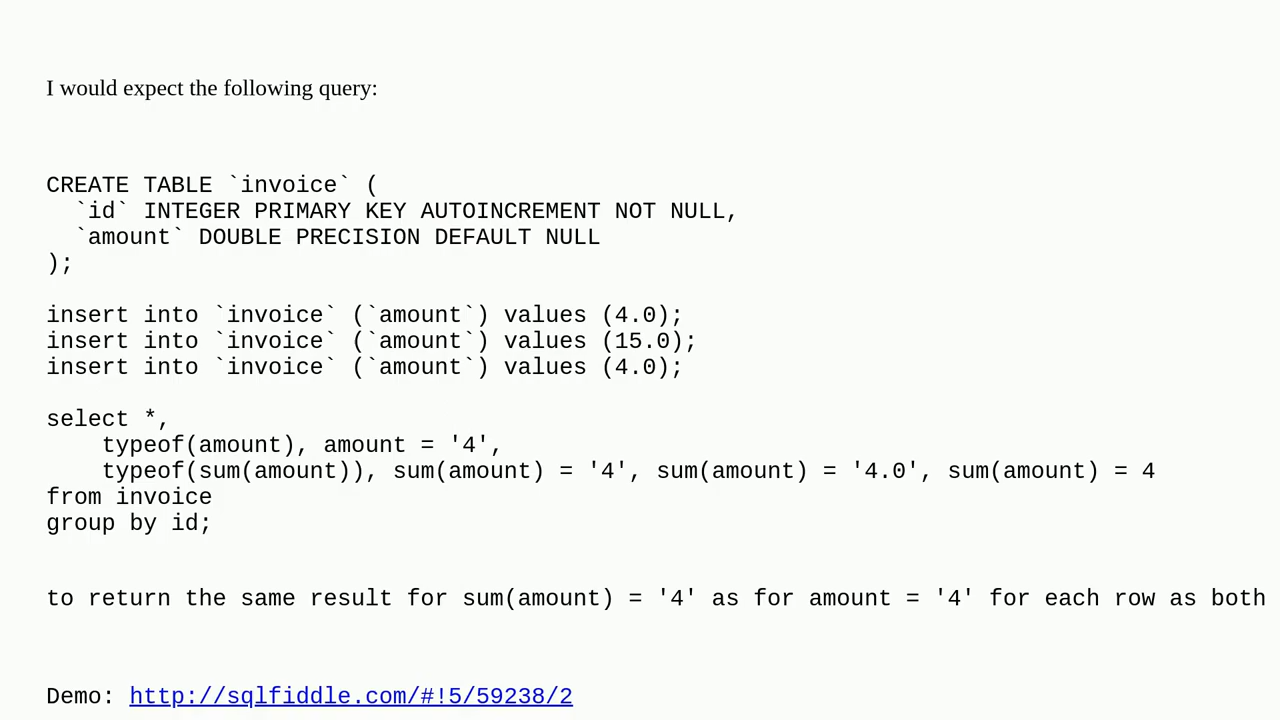 I would expect the following query:
CREATE TABLE `invoice` (
  `id` INTEGER PRIMARY KEY AUTOINCREMENT NOT NULL,
  `amount` DOUBLE PRECISION DEFAULT NULL
);
insert into `invoice` (`amount`) values (4.0);
insert into `invoice` (`amount`) values (15.0);
insert into `invoice` (`amount`) values (4.0);
select *,
    typeof(amount), amount = '4',
    typeof(sum(amount)), sum(amount) = '4', sum(amount) = '4.0', sum(amount) = 4
from invoice
group by id;
to return the same result for sum(amount) = '4' as for amount = '4' for each row as both
Demo: http://sqlfiddle.com/#!5/59238/2